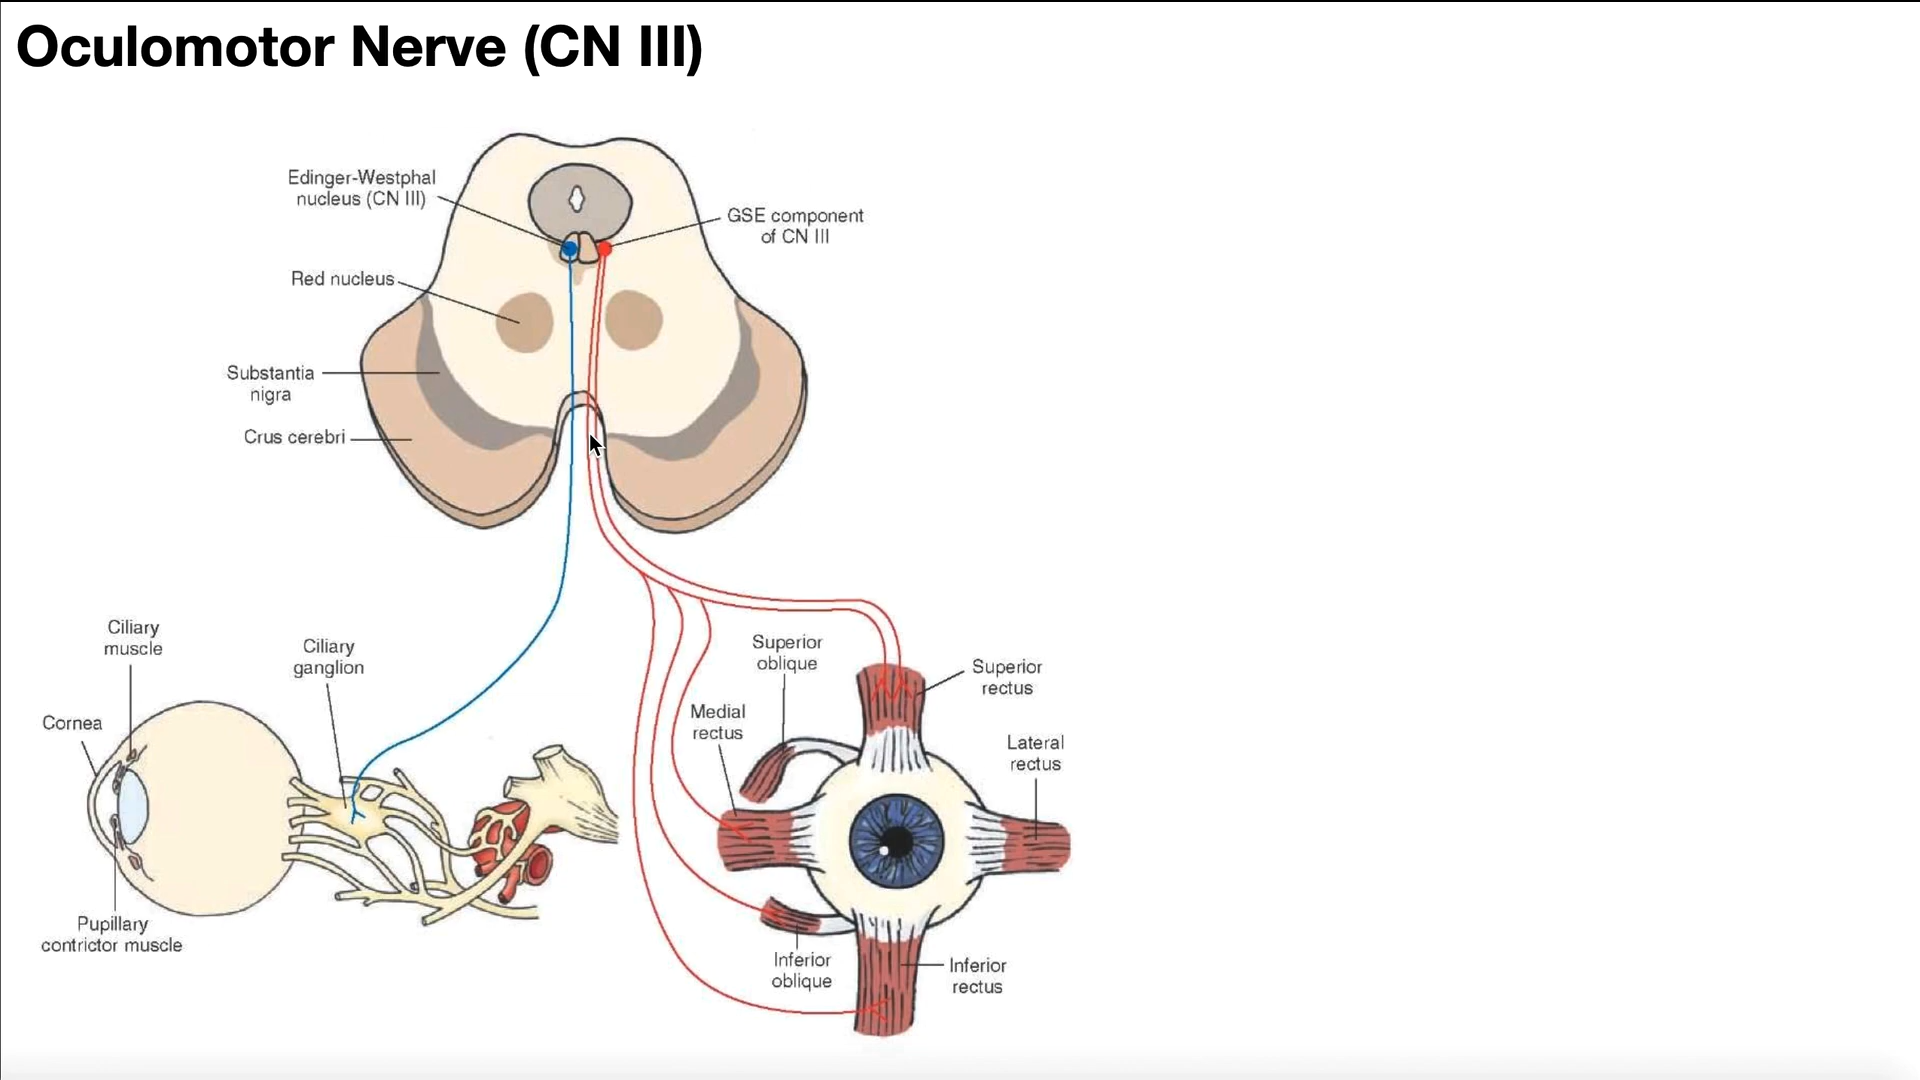 Oculomotor Nerve (CN III)
Edinger-Westphal
nucleus (CN III)
GSE component
of CN III
Red nucleus
Substantia
nigra
Crus cerebri
Ciliary
muscle
Ciliary
ganglion
Cornea
Pupillary
contrictor muscle
Superior
oblique
Superior
rectus
Medial
rectus
Lateral
rectus
Inferior
oblique
Inferior
rectus